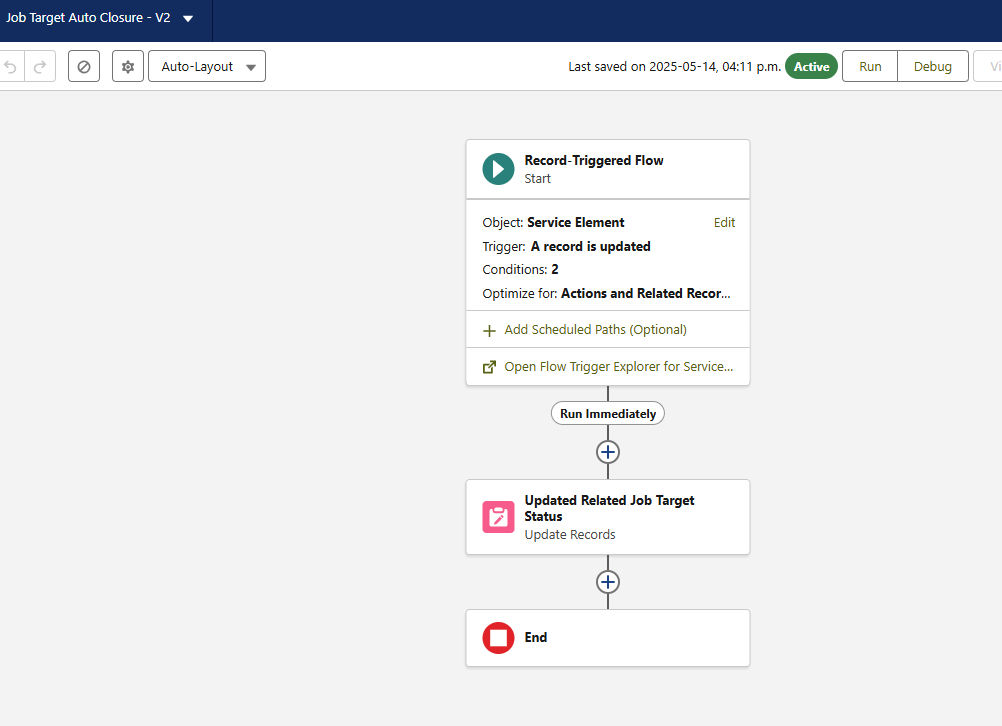 Job Target Auto Closure - V2
Auto-Layout
Last saved on 2025-05-14, 04:11 p.m.
Active
Run
Debug
Vi
Record-Triggered Flow
Start
Object: Service Element
Edit
Trigger: A record is updated
Conditions: 2
Optimize for: Actions and Related Recor...
Add Scheduled Paths (Optional)
Open Flow Trigger Explorer for Service...
Run Immediately
Updated Related Job Target
Status
Update Records
End